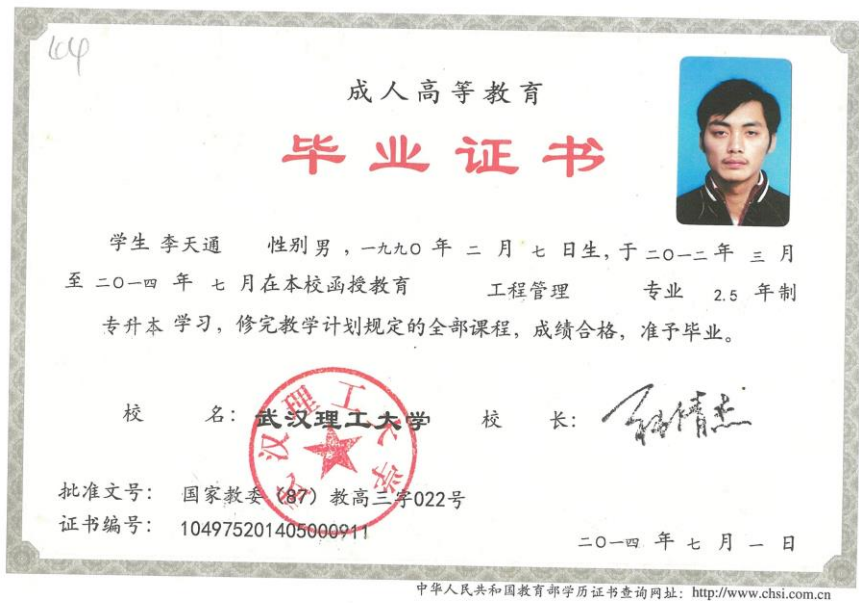 成人高等教育
毕业证书
学生 李天通 性别 男 ，一九九〇 年 二 月 七 日生，于 二〇一二 年 三 月
至 二〇一四 年 七 月在本校函授教育 工程管理 专业 2.5 年制
专升本 学习，修完教学计划规定的全部课程，成绩合格，准予毕业。
校 名：武汉理工大学 校 长：
武汉理工大学
批准文号： 国家教委（87）教高三字022号
证书编号： 104975201405000911
二〇一四 年 七 月 一 日
中华人民共和国教育部学历证书查询网址：http://www.chsi.com.cn